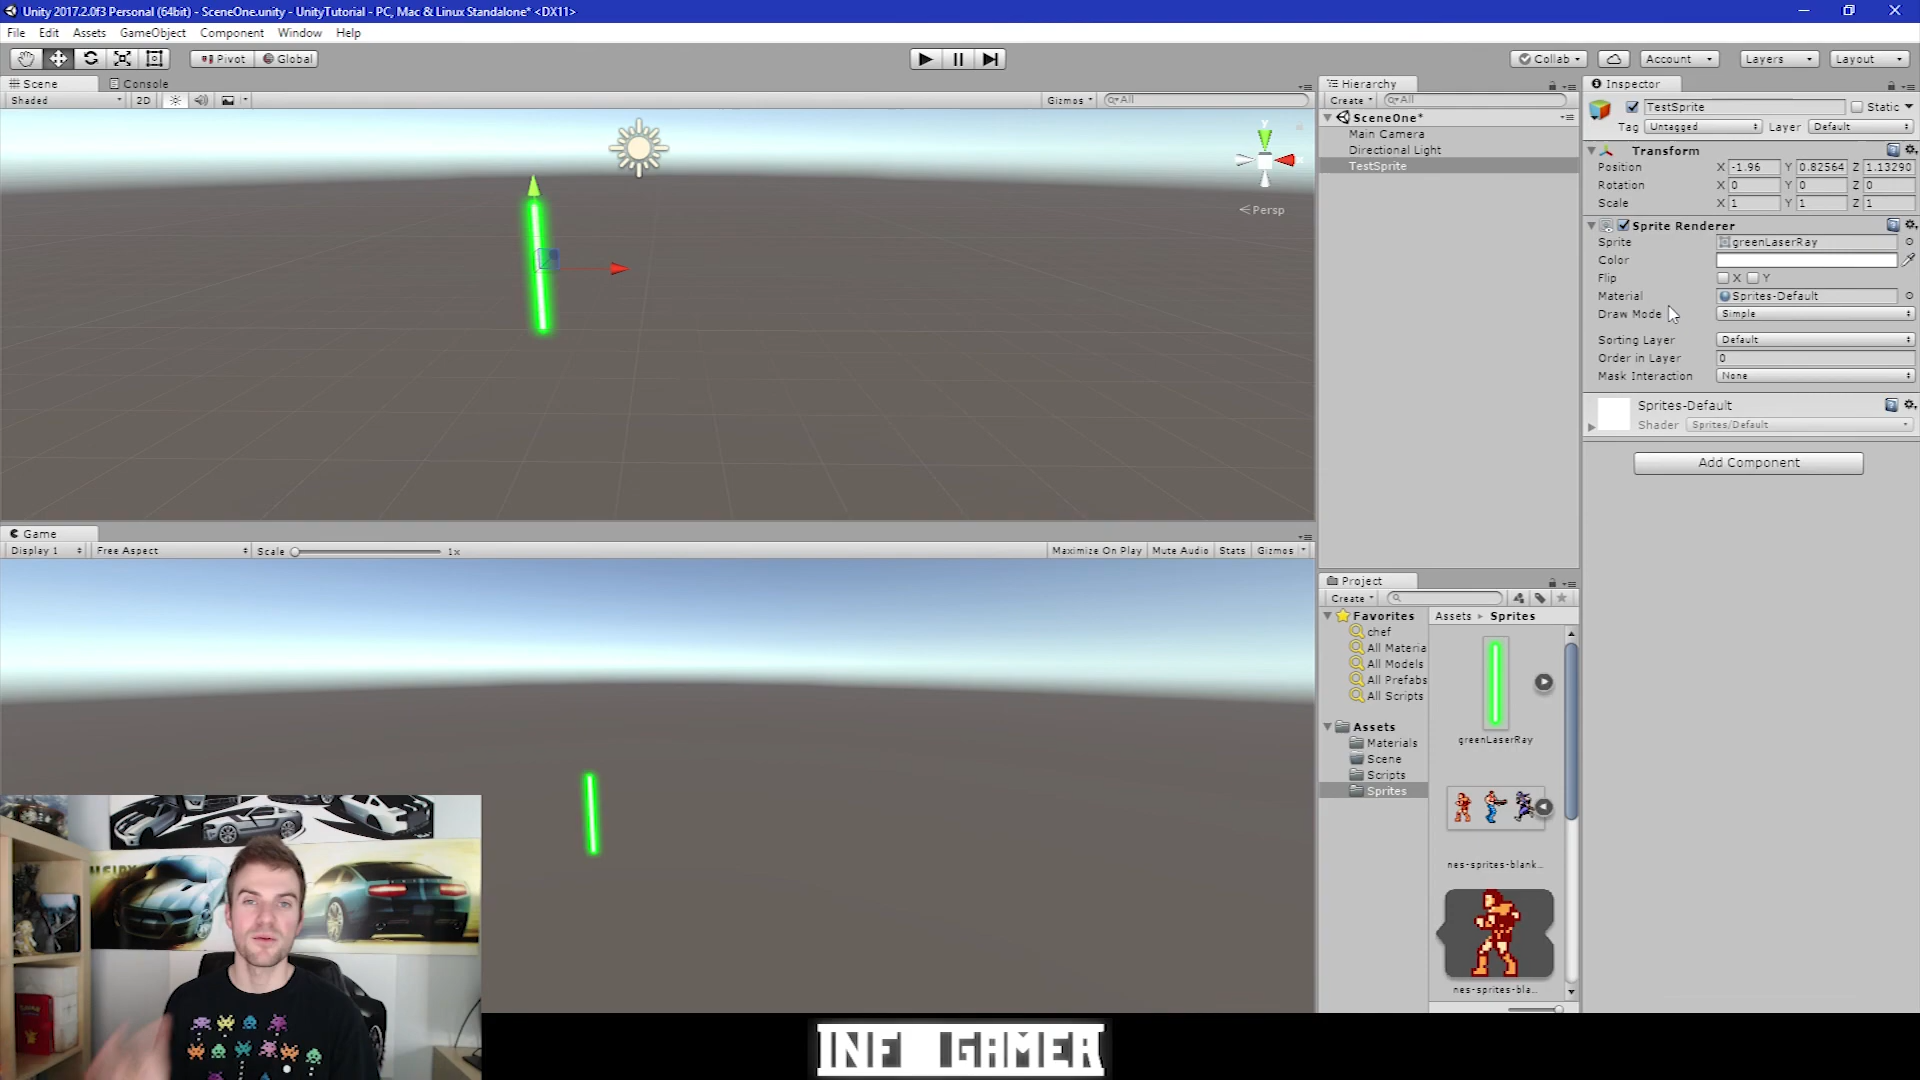 Unity 2017.2.0f3 Personal (64bit) - SceneOne.unity - UnityTutorial - PC, Mac & Linux Standalone* <DX11>
File Edit Assets GameObject Component Window Help
Pivot Global Collab Account Layers Layout
Scene Console
Shaded 2D Gizmos All
y
Persp
Game
Display 1 Free Aspect Scale 1x Maximize On Play Mute Audio Stats Gizmos
Hierarchy
Create All
SceneOne*
Main Camera
Directional Light
TestSprite
Project
Create
Favorites
chef
All Materia
All Models
All Prefabs
All Scripts
Assets
Materials
Scene
Scripts
Sprites
Assets Sprites
greenLaserRay
nes-sprites-blank...
nes-sprites-bla...
Inspector
TestSprite Static
Tag Untagged Layer Default
Transform
Position X -1.96 Y 0.82564 Z 1.13290
Rotation X 0 Y 0 Z 0
Scale X 1 Y 1 Z 1
Sprite Renderer
Sprite greenLaserRay
Color
Flip X Y
Material Sprites-Default
Draw Mode Simple
Sorting Layer Default
Order in Layer 0
Mask Interaction None
Sprites-Default
Shader Sprites/Default
Add Component
INF GAMER